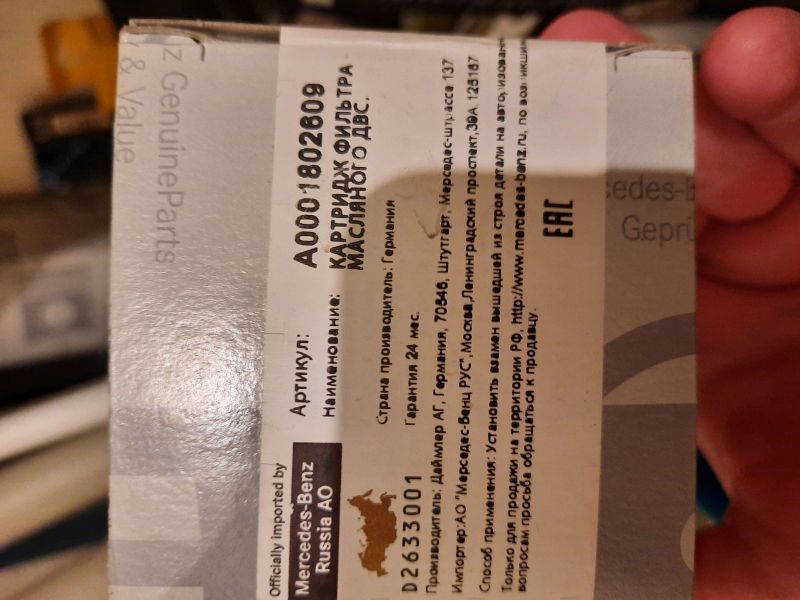 z GenuineParts
& Value
Officially imported by
Mercedes-Benz
Russia AO
Артикул:
A0001802609
Наименование:
КАРТРИДЖ ФИЛЬТРА
МАСЛЯНОГО ДВС.
Страна производитель: Германия
D2633001
Гарантия 24 мес.
Производитель: Даймлер АГ, Германия, 70546, Штутгарт, Мерседес-штрассе 137
Импортер:АО "Мерседес-Бенц РУС",Москва,Ленинградский проспект,39А 125167
Способ применения: Установить взамен вышедшей из строя детали на авто,
Только для продажи на территории РФ, http://www.mercedes-benz.ru, по возникшим
вопросам просьба обращаться к продавцу.
EAC
edes-B
Geprü